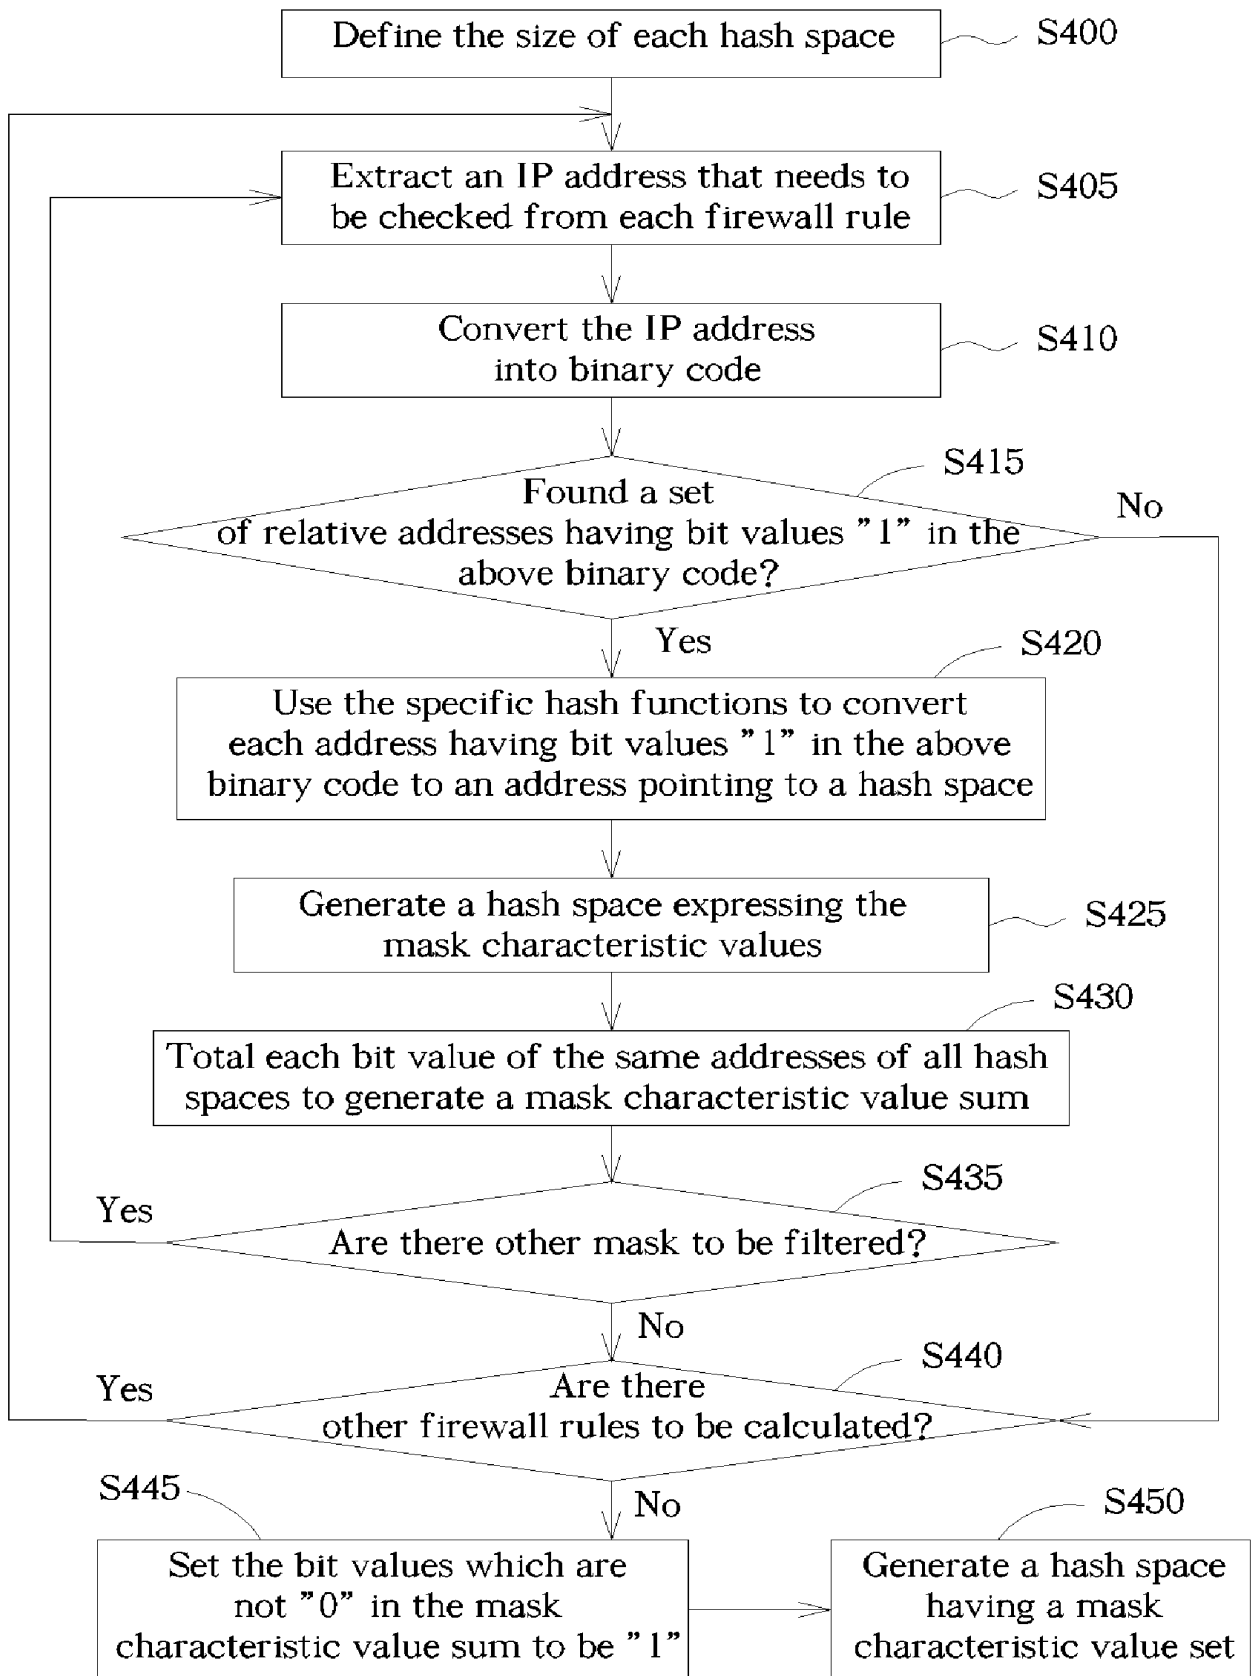 Define the size of each hash space
S400
Extract an IP address that needs to
be checked from each firewall rule
S405
Convert the IP address
into binary code
S410
S415
Found a set
of relative addresses having bit values "1" in the
above binary code?
No
Yes
S420
Use the specific hash functions to convert
each address having bit values "1" in the above
binary code to an address pointing to a hash space
Generate a hash space expressing the
mask characteristic values
S425
S430
Total each bit value of the same addresses of all hash
spaces to generate a mask characteristic value sum
S435
Yes
Are there other mask to be filtered?
No
S440
Yes
Are there
other firewall rules to be calculated?
S445
No
S450
Set the bit values which are
not "0" in the mask
characteristic value sum to be "1"
Generate a hash space
having a mask
characteristic value set